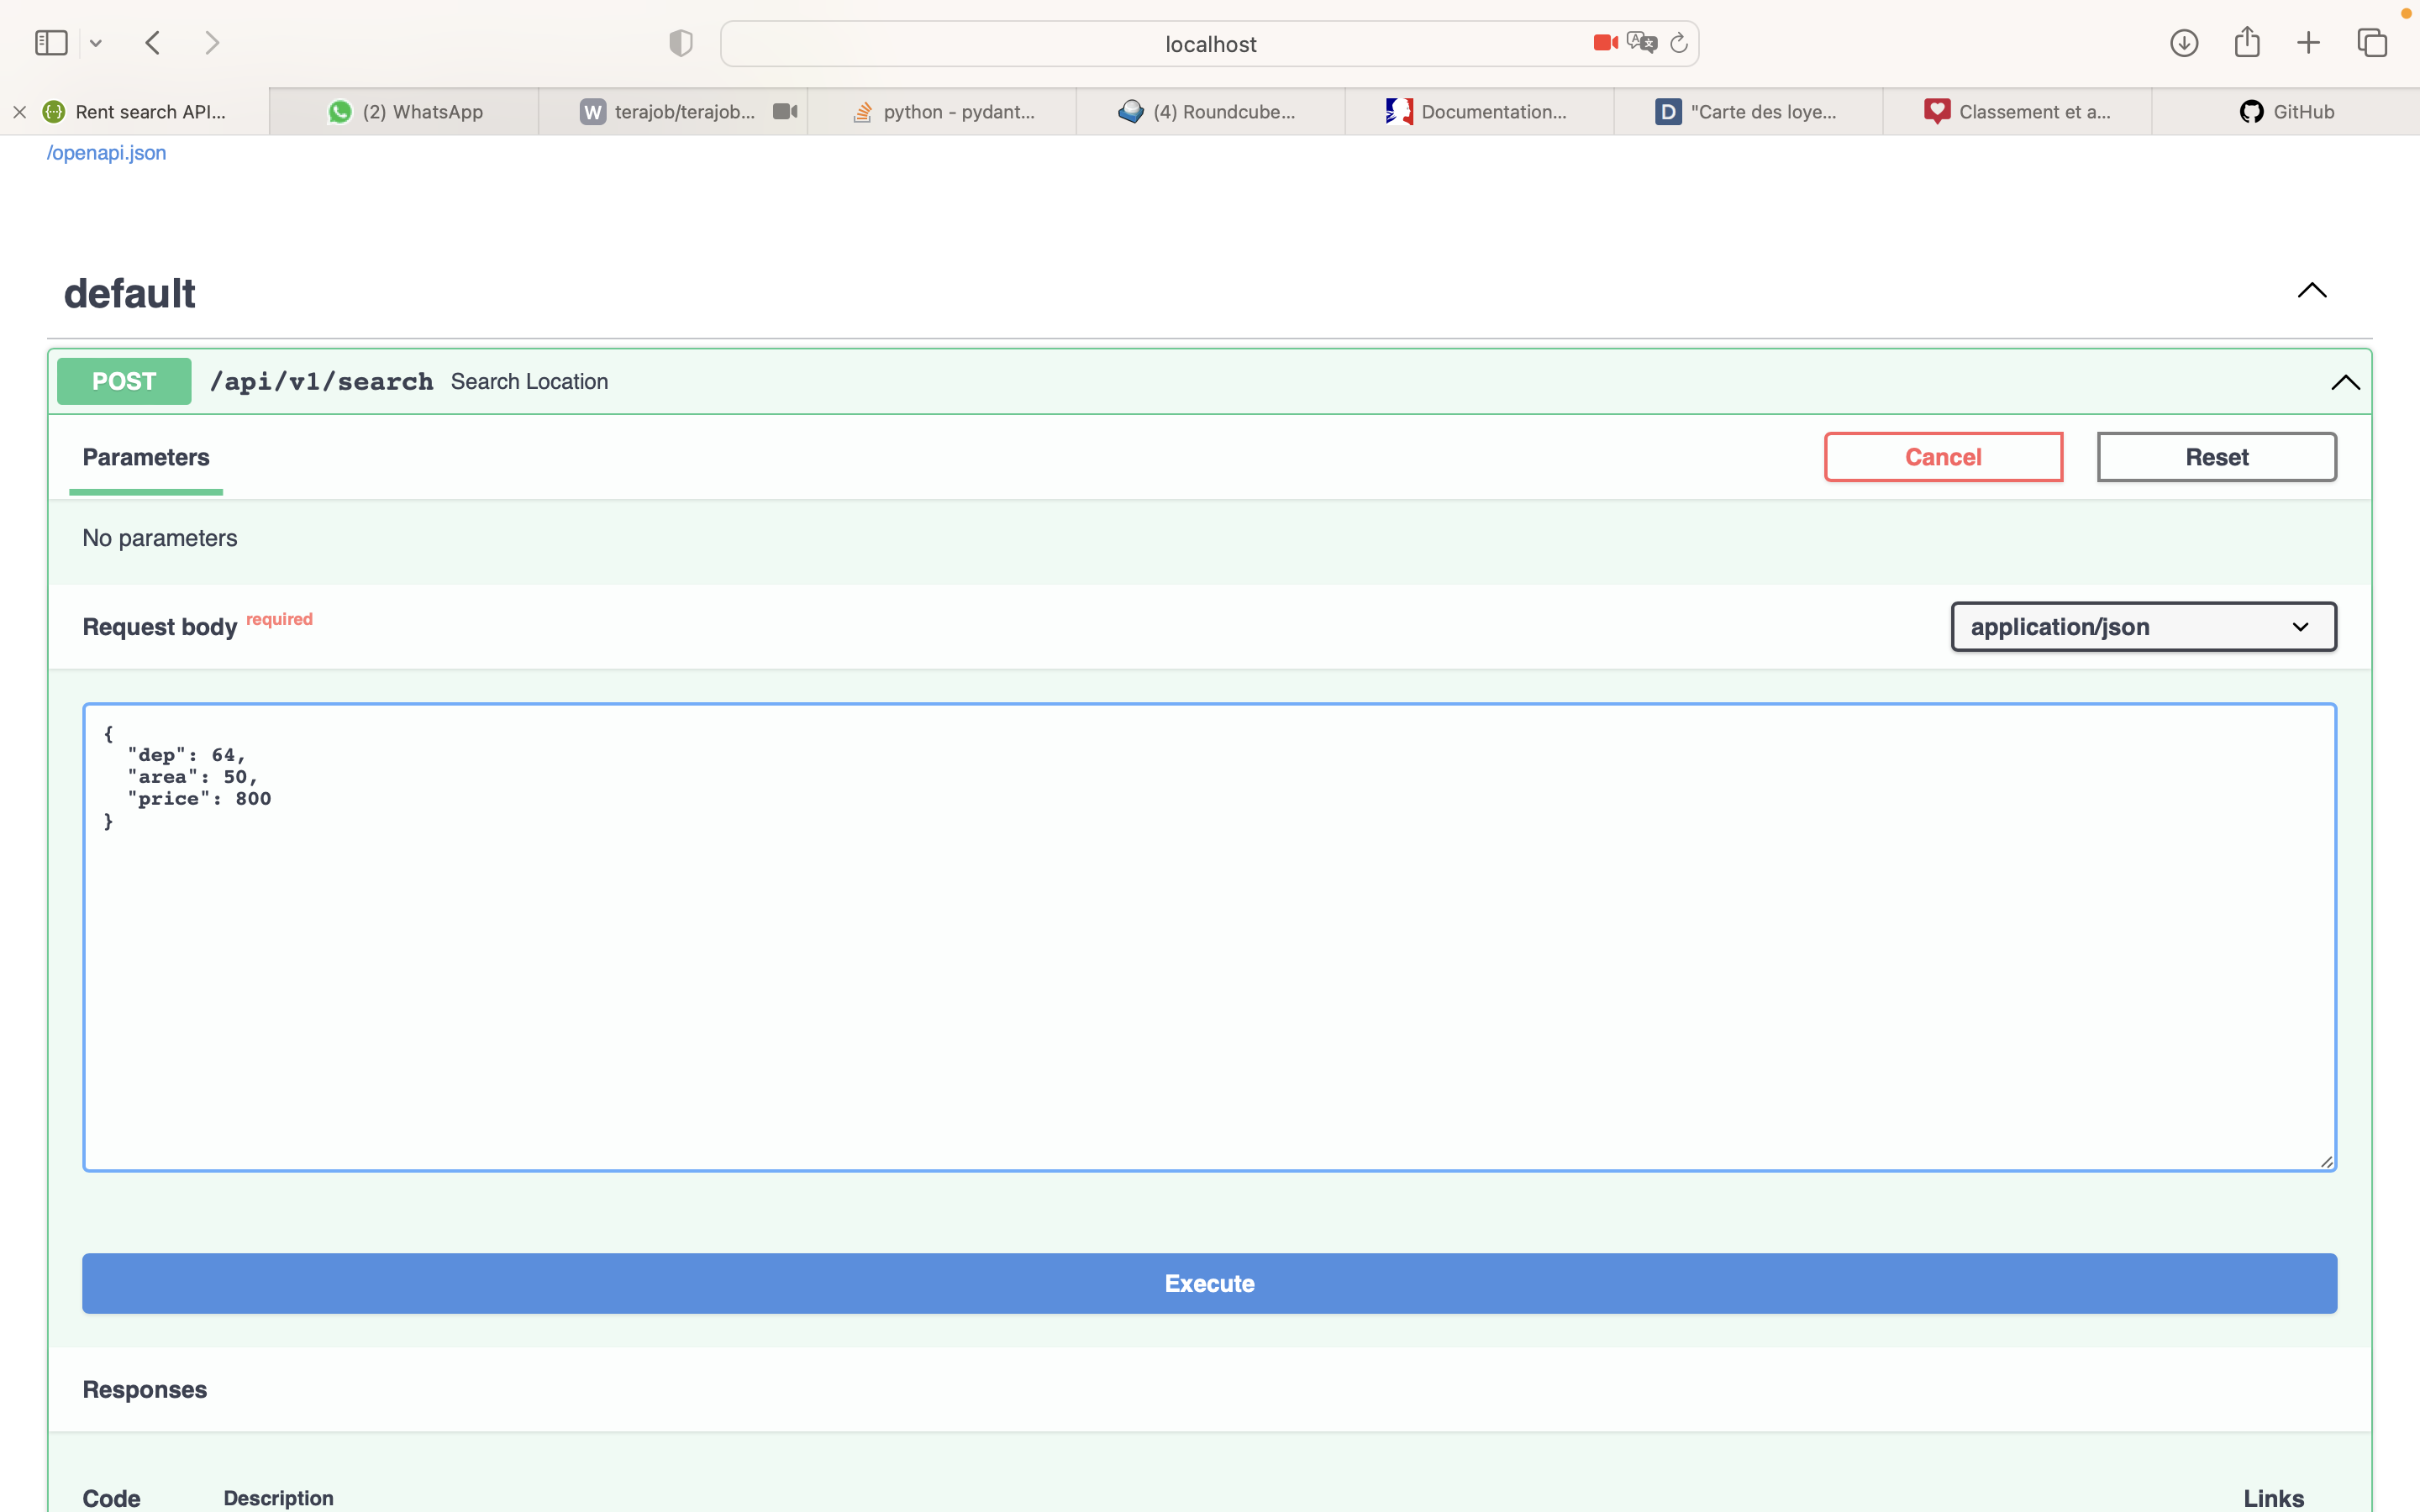 localhost
Rent search API...
(2) WhatsApp
W terajob/terajob...
python - pydant...
(4) Roundcube...
Documentation...
D "Carte des loye...
Classement et a...
GitHub
/openapi.json
default
POST /api/v1/search Search Location
Parameters
Cancel
Reset
No parameters
Request body required
application/json
{
"dep": 64,
"area": 50,
"price": 800
}
Execute
Responses
Code Description Links